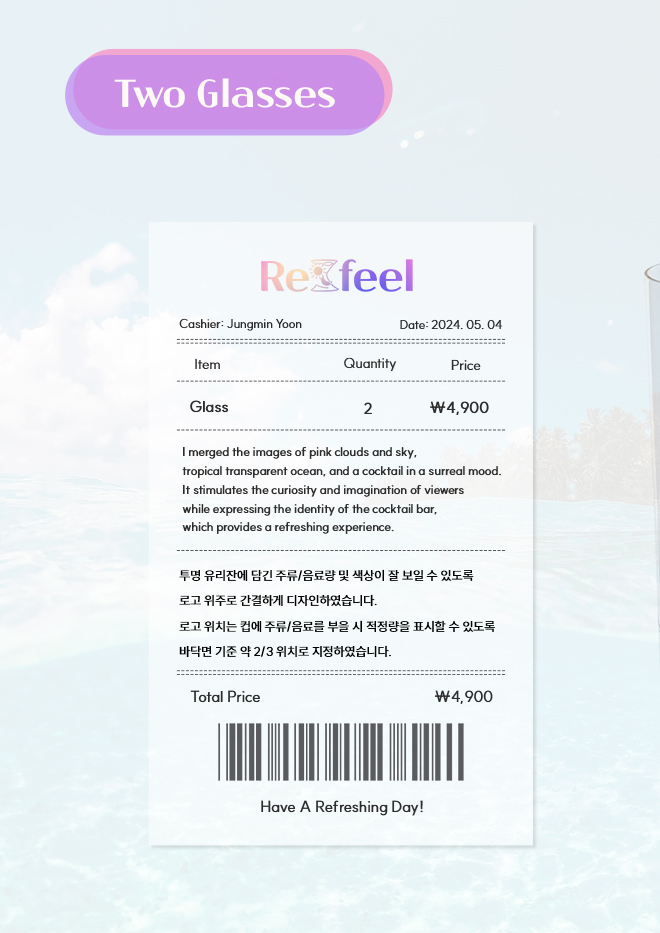 Two Glasses
Refeel
Cashier: Jungmin Yoon
Date: 2024. 05. 04
Item Quantity Price
Glass 2 ₩4,900
I merged the images of pink clouds and sky,
tropical transparent ocean, and a cocktail in a surreal mood.
It stimulates the curiosity and imagination of viewers
while expressing the identity of the cocktail bar,
which provides a refreshing experience.
투명 유리잔에 담긴 주류/음료량 및 색상이 잘 보일 수 있도록
로고 위주로 간결하게 디자인하였습니다.
로고 위치는 컵에 주류/음료를 부을 시 적정량을 표시할 수 있도록
바닥면 기준 약 2/3 위치로 지정하였습니다.
Total Price ₩4,900
Have A Refreshing Day!